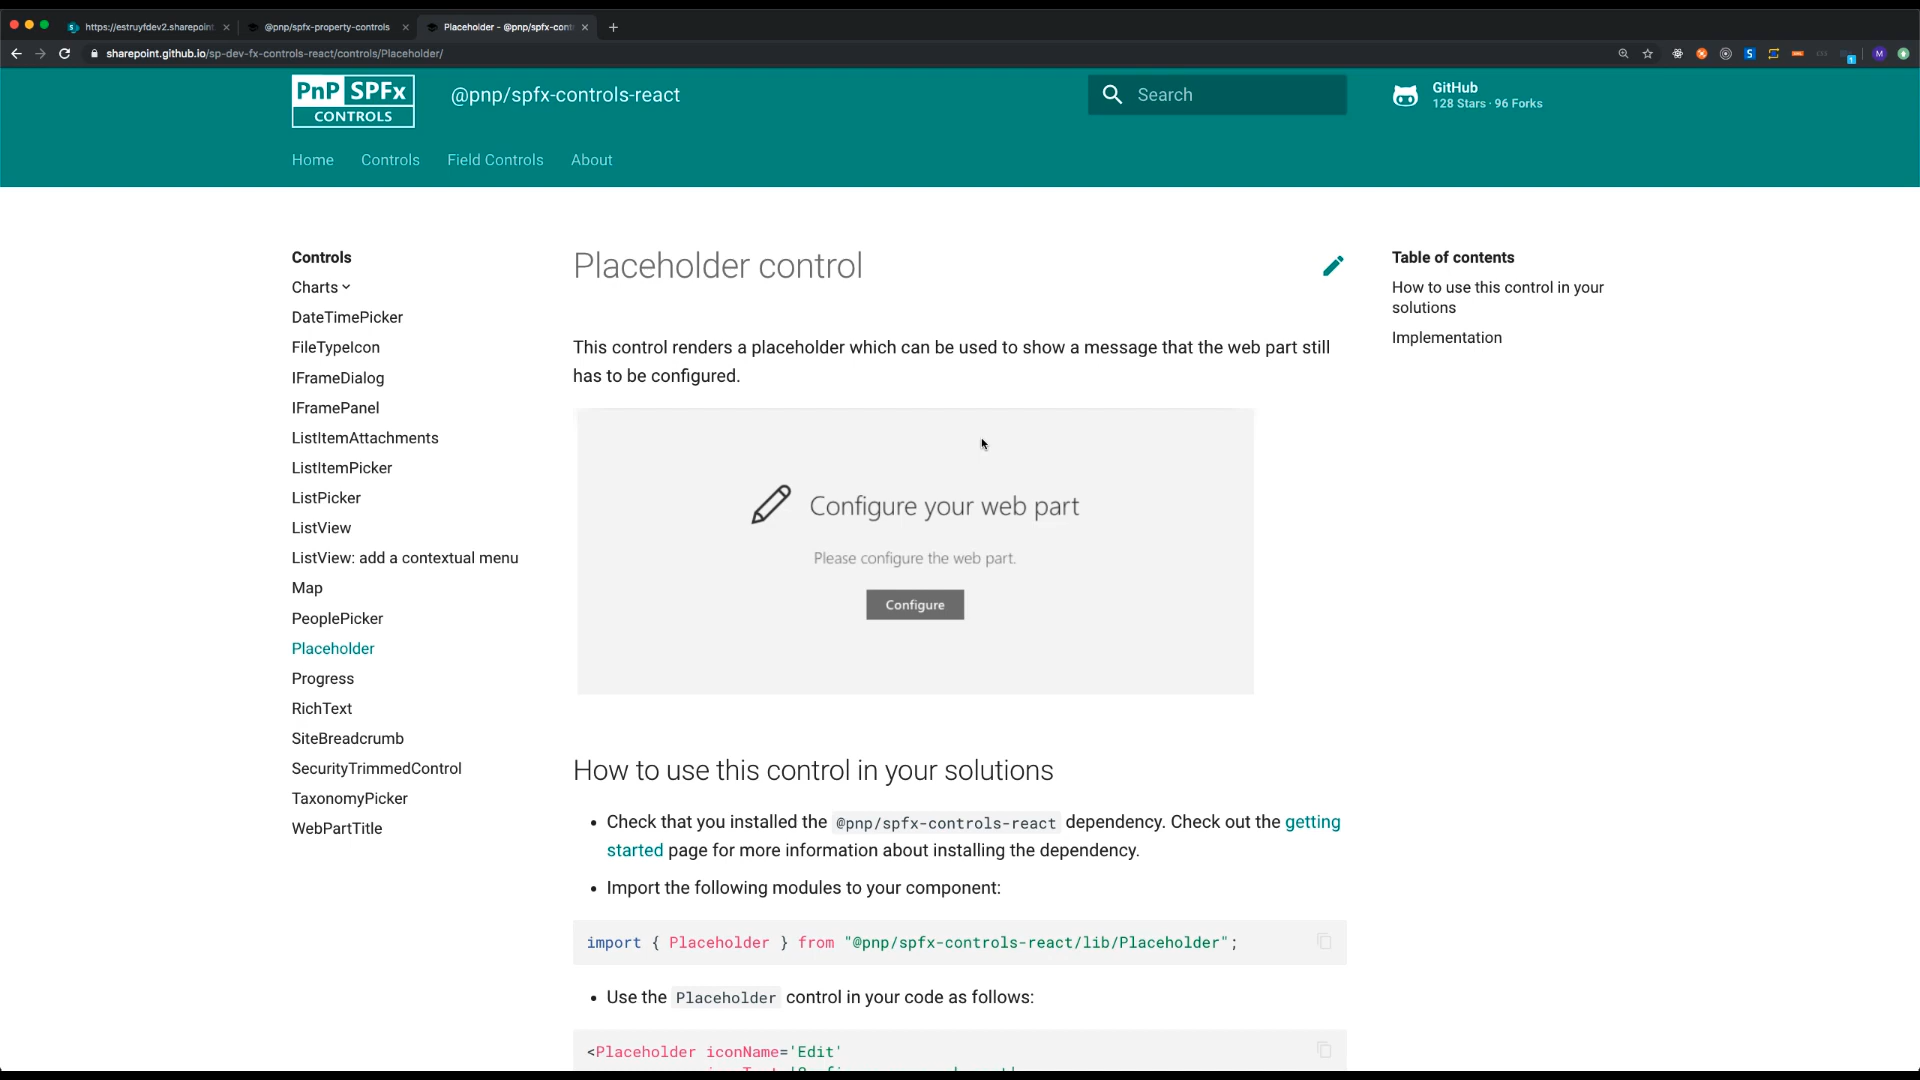 https://estruyfdev2.sharepoint
@pnp/spfx-property-controls
Placeholder - @pnp/spfx-cont
sharepoint.github.io/sp-dev-fx-controls-react/controls/Placeholder/
M
S
1
PnP SPFx
CONTROLS
@pnp/spfx-controls-react
Search
GitHub
128 Stars · 96 Forks
Home
Controls
Field Controls
About
Controls
Charts
DateTimePicker
FileTypeIcon
IFrameDialog
IFramePanel
ListItemAttachments
ListItemPicker
ListPicker
ListView
ListView: add a contextual menu
Map
PeoplePicker
Placeholder
Progress
RichText
SiteBreadcrumb
SecurityTrimmedControl
TaxonomyPicker
WebPartTitle
Placeholder control
This control renders a placeholder which can be used to show a message that the web part still
has to be configured.
Configure your web part
Please configure the web part.
Configure
How to use this control in your solutions
• Check that you installed the @pnp/spfx-controls-react dependency. Check out the getting
started page for more information about installing the dependency.
• Import the following modules to your component:
import { Placeholder } from "@pnp/spfx-controls-react/lib/Placeholder";
• Use the Placeholder control in your code as follows:
<Placeholder iconName='Edit'
Table of contents
How to use this control in your
solutions
Implementation